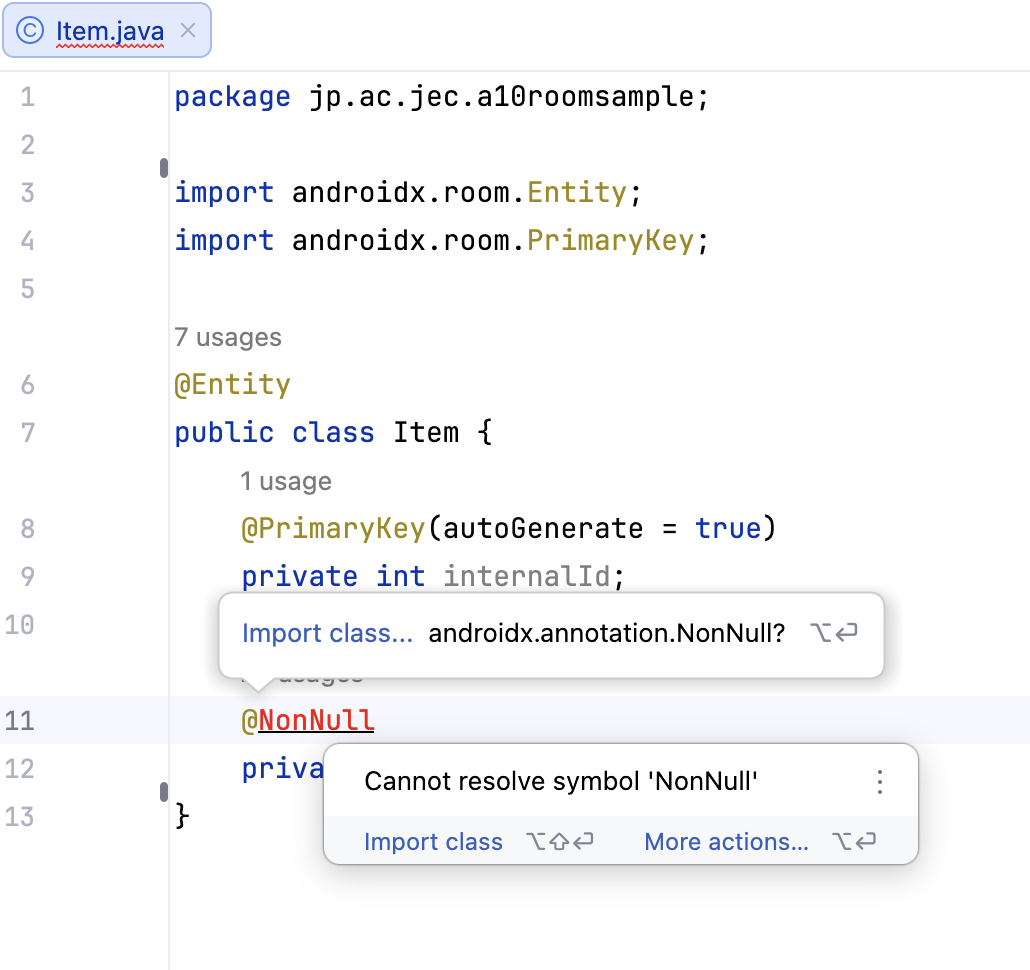 Item.java
1 package jp.ac.jec.a10roomsample;
2
3 import androidx.room.Entity;
4 import androidx.room.PrimaryKey;
5
7 usages
6 @Entity
7 public class Item {
1 usage
8 @PrimaryKey(autoGenerate = true)
9 private int internalId;
10
Import class... androidx.annotation.NonNull? ⌥⏎
usages
11 @NonNull
12 priva
Cannot resolve symbol 'NonNull'
13 }
Import class ⌥⇧⏎ More actions... ⌥⏎